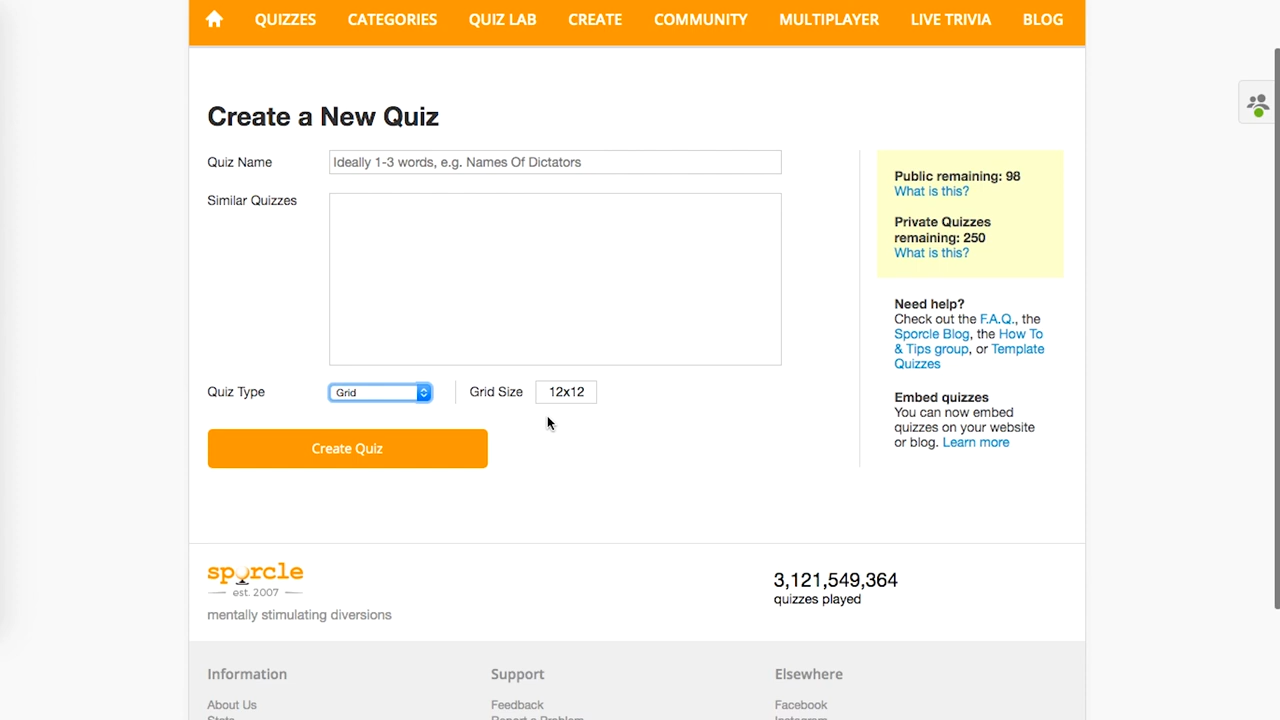 QUIZZES CATEGORIES QUIZ LAB CREATE COMMUNITY MULTIPLAYER LIVE TRIVIA BLOG
Create a New Quiz
Quiz Name
Ideally 1-3 words, e.g. Names Of Dictators
Similar Quizzes
Quiz Type
Grid
Grid Size
12x12
Create Quiz
Public remaining: 98
What is this?
Private Quizzes
remaining: 250
What is this?
Need help?
Check out the F.A.Q., the
Sporcle Blog, the How To
& Tips group, or Template
Quizzes
Embed quizzes
You can now embed
quizzes on your website
or blog. Learn more
sporcle
est. 2007
mentally stimulating diversions
3,121,549,364
quizzes played
Information
About Us
Support
Feedback
Report a Problem
Elsewhere
Facebook
Instagram